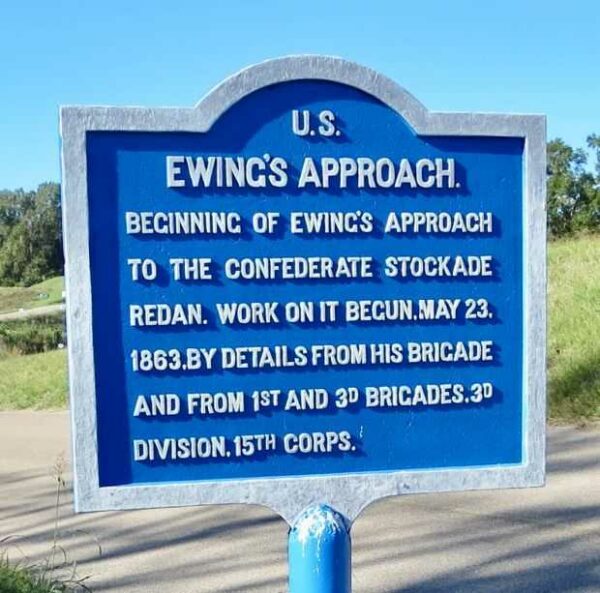 U.S.
EWING'S APPROACH.
BEGINNING OF EWING'S APPROACH
TO THE CONFEDERATE STOCKADE
REDAN. WORK ON IT BEGUN.MAY 23.
1863.BY DETAILS FROM HIS BRIGADE
AND FROM 1ST AND 3D BRIGADES.3D
DIVISION.15TH CORPS.